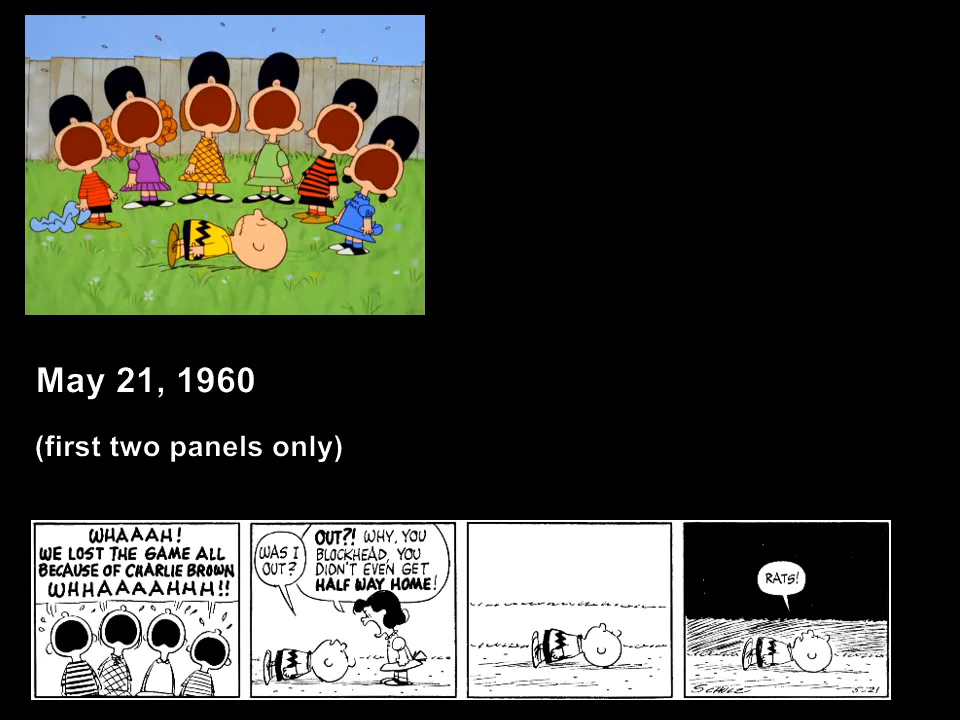 May 21, 1960
(first two panels only)
WHAAAH!
WE LOST THE GAME ALL
BECAUSE OF CHARLIE BROWN
WHHAAAAHHH!!
WAS I
OUT?
OUT?! WHY, YOU
BLOCKHEAD, YOU
DIDN'T EVEN GET
HALF WAY HOME!
RATS!
SCHULZ
5-21